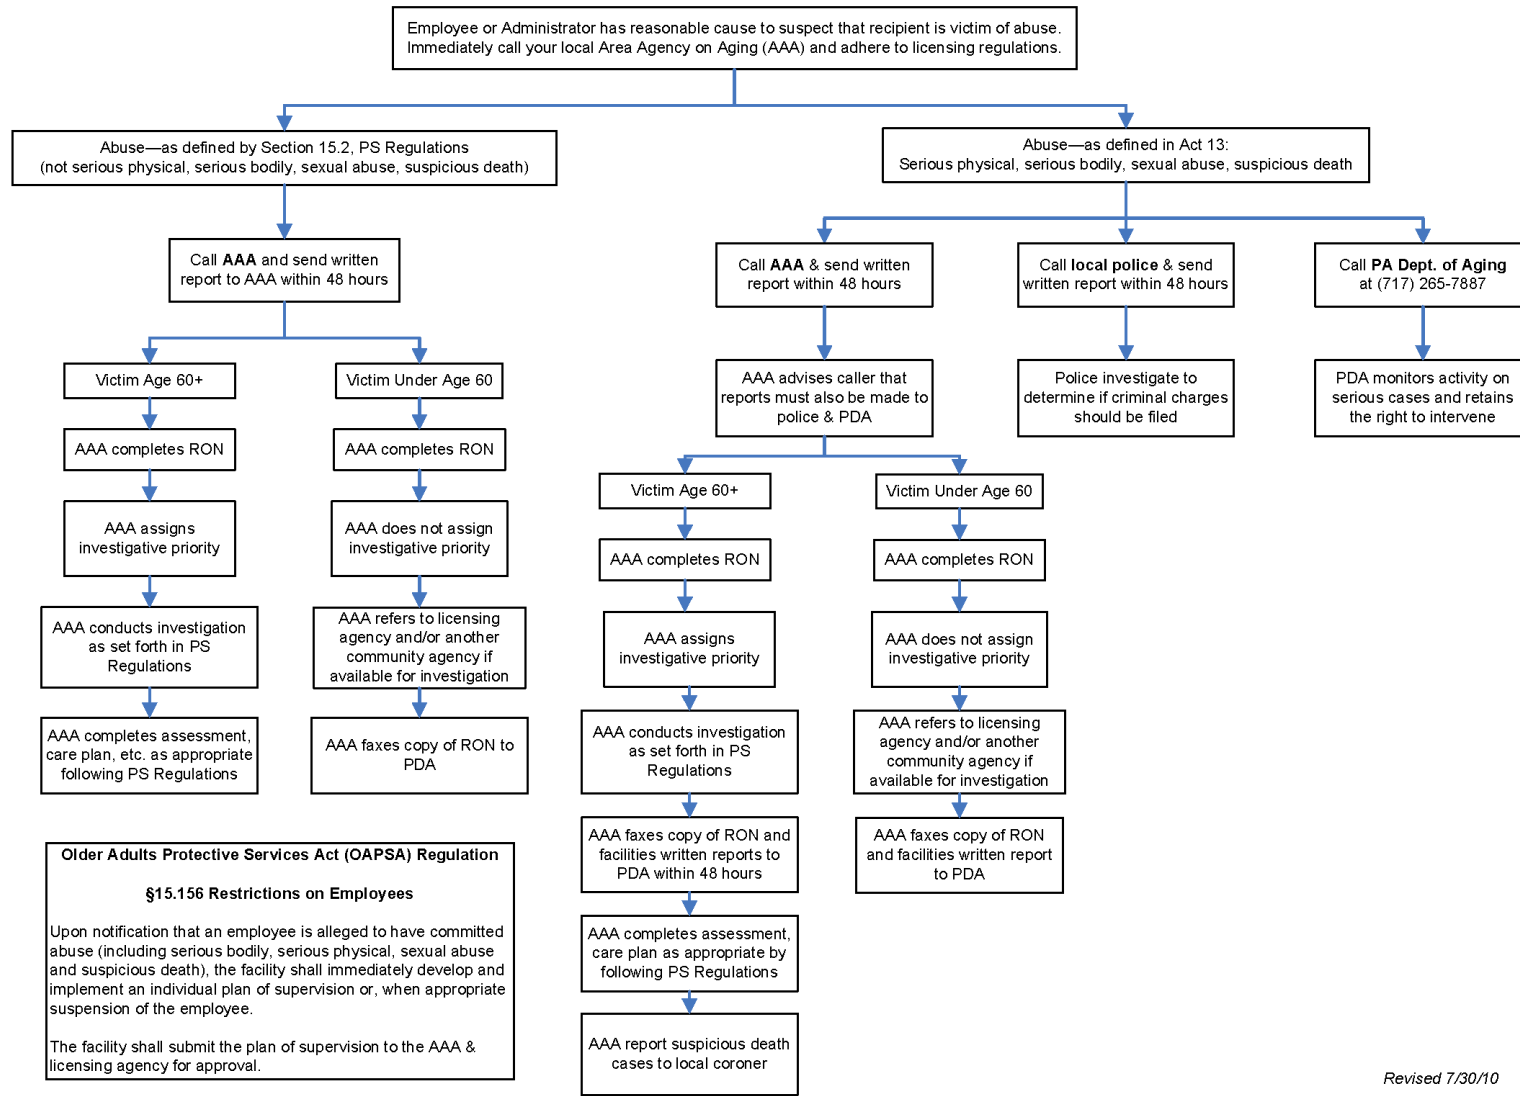 Employee or Administrator has reasonable cause to suspect that recipient is victim of abuse.
Immediately call your local Area Agency on Aging (AAA) and adhere to licensing regulations.
Abuse—as defined by Section 15.2, PS Regulations
(not serious physical, serious bodily, sexual abuse, suspicious death)
Call AAA and send written
report to AAA within 48 hours
Victim Age 60+
AAA completes RON
AAA assigns
investigative priority
AAA conducts investigation
as set forth in PS
Regulations
AAA completes assessment,
care plan, etc. as appropriate
following PS Regulations
Victim Under Age 60
AAA completes RON
AAA does not assign
investigative priority
AAA refers to licensing
agency and/or another
community agency if
available for investigation
AAA faxes copy of RON to
PDA
Abuse—as defined in Act 13:
Serious physical, serious bodily, sexual abuse, suspicious death
Call AAA & send written
report within 48 hours
AAA advises caller that
reports must also be made to
police & PDA
Victim Age 60+
AAA completes RON
AAA assigns
investigative priority
AAA conducts investigation
as set forth in PS
Regulations
AAA faxes copy of RON and
facilities written reports to
PDA within 48 hours
AAA completes assessment,
care plan as appropriate by
following PS Regulations
AAA report suspicious death
cases to local coroner
Victim Under Age 60
AAA completes RON
AAA does not assign
investigative priority
AAA refers to licensing
agency and/or another
community agency if
available for investigation
AAA faxes copy of RON
and facilities written report
to PDA
Call local police & send
written report within 48 hours
Police investigate to
determine if criminal charges
should be filed
Call PA Dept. of Aging
at (717) 265-7887
PDA monitors activity on
serious cases and retains
the right to intervene
Older Adults Protective Services Act (OAPSA) Regulation
§15.156 Restrictions on Employees
Upon notification that an employee is alleged to have committed
abuse (including serious bodily, serious physical, sexual abuse
and suspicious death), the facility shall immediately develop and
implement an individual plan of supervision or, when appropriate
suspension of the employee.
The facility shall submit the plan of supervision to the AAA &
licensing agency for approval.
Revised 7/30/10